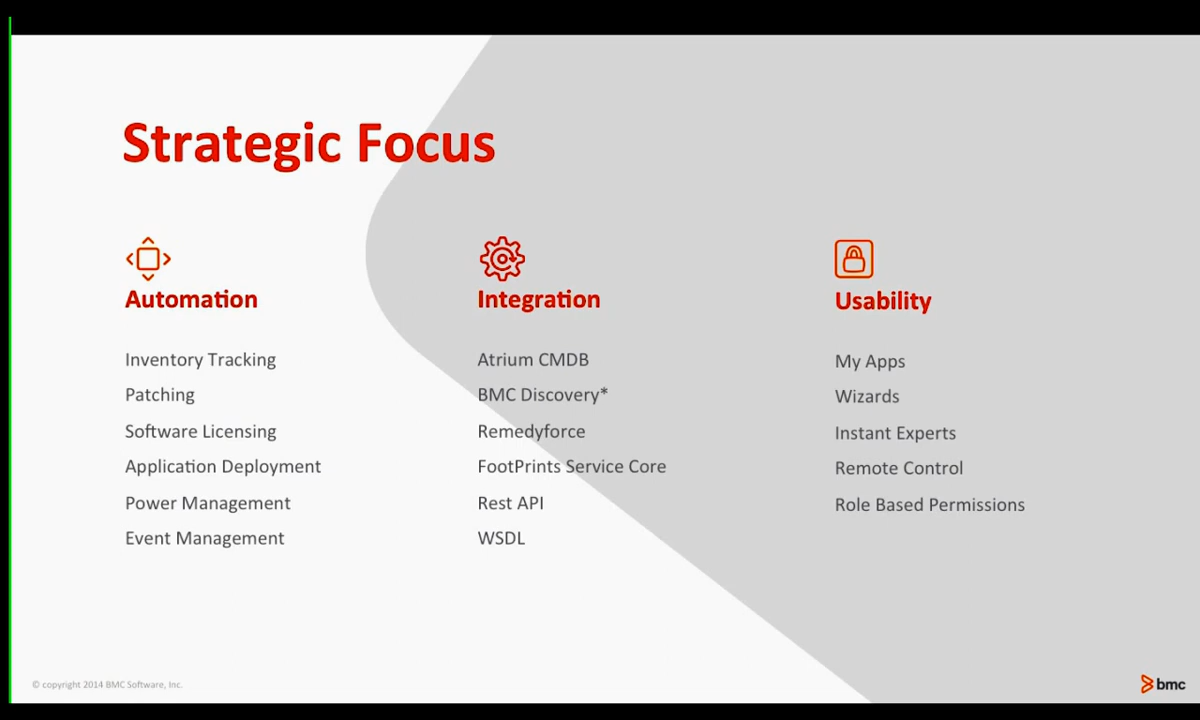 Strategic Focus
Automation
Inventory Tracking
Patching
Software Licensing
Application Deployment
Power Management
Event Management
Integration
Atrium CMDB
BMC Discovery*
Remedyforce
FootPrints Service Core
Rest API
WSDL
Usability
My Apps
Wizards
Instant Experts
Remote Control
Role Based Permissions
© copyright 2014 BMC Software, Inc.
bmc